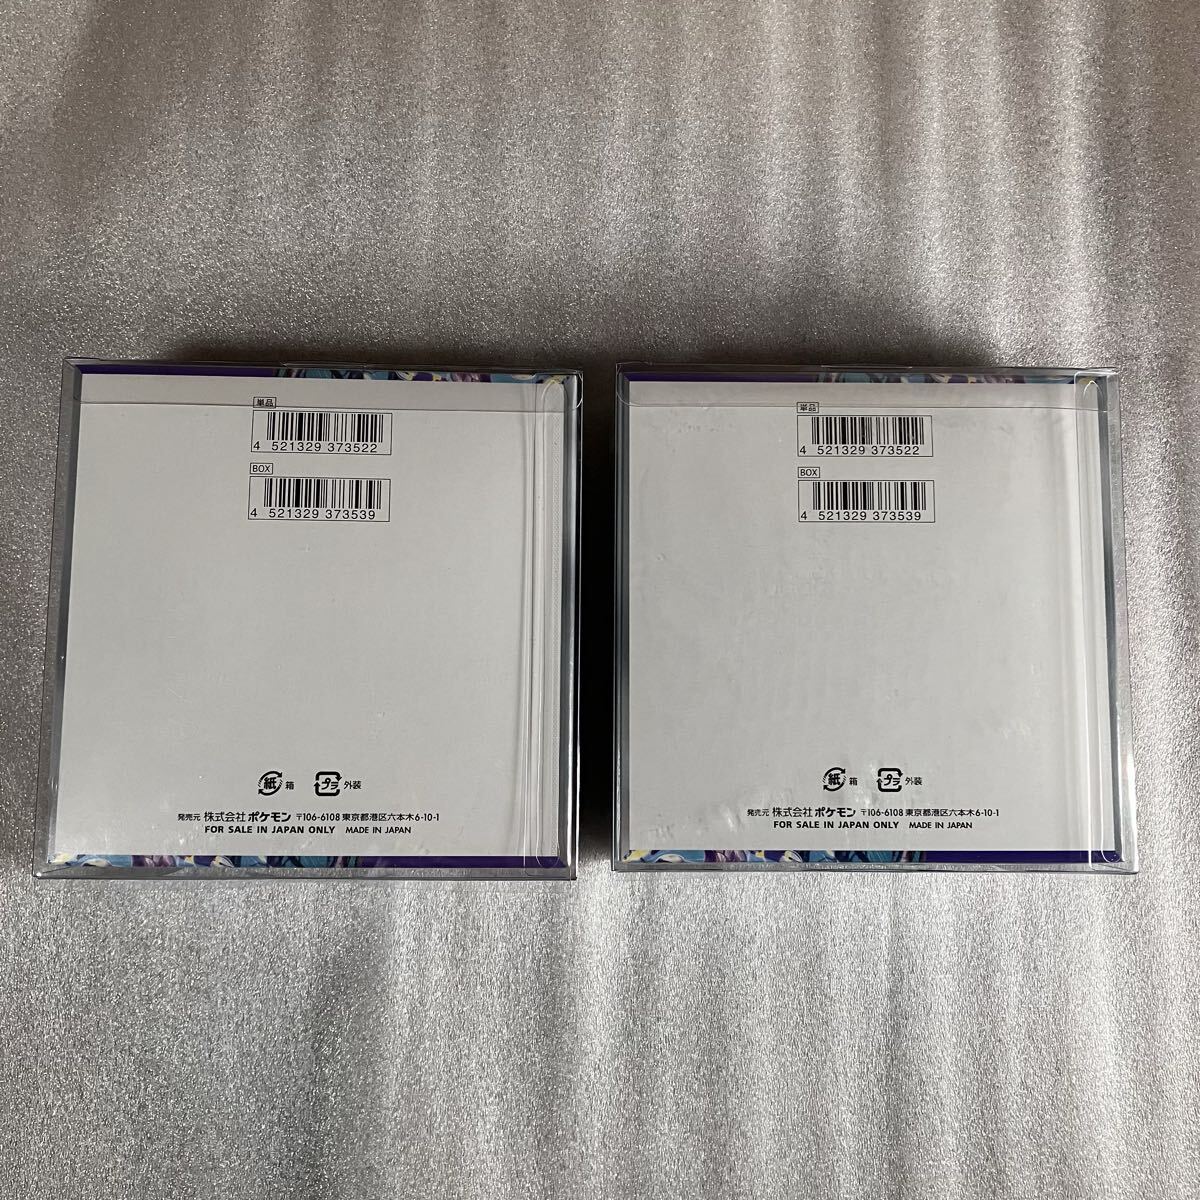 単品
4 521329 373522
BOX
4 521329 373539
紙 箱 プラ 外装
発売元 株式会社ポケモン 〒106-6108 東京都港区六本木6-10-1
FOR SALE IN JAPAN ONLY MADE IN JAPAN
単品
4 521329 373522
BOX
4 521329 373539
紙 箱 プラ 外装
発売元 株式会社ポケモン 〒106-6108 東京都港区六本木6-10-1
FOR SALE IN JAPAN ONLY MADE IN JAPAN